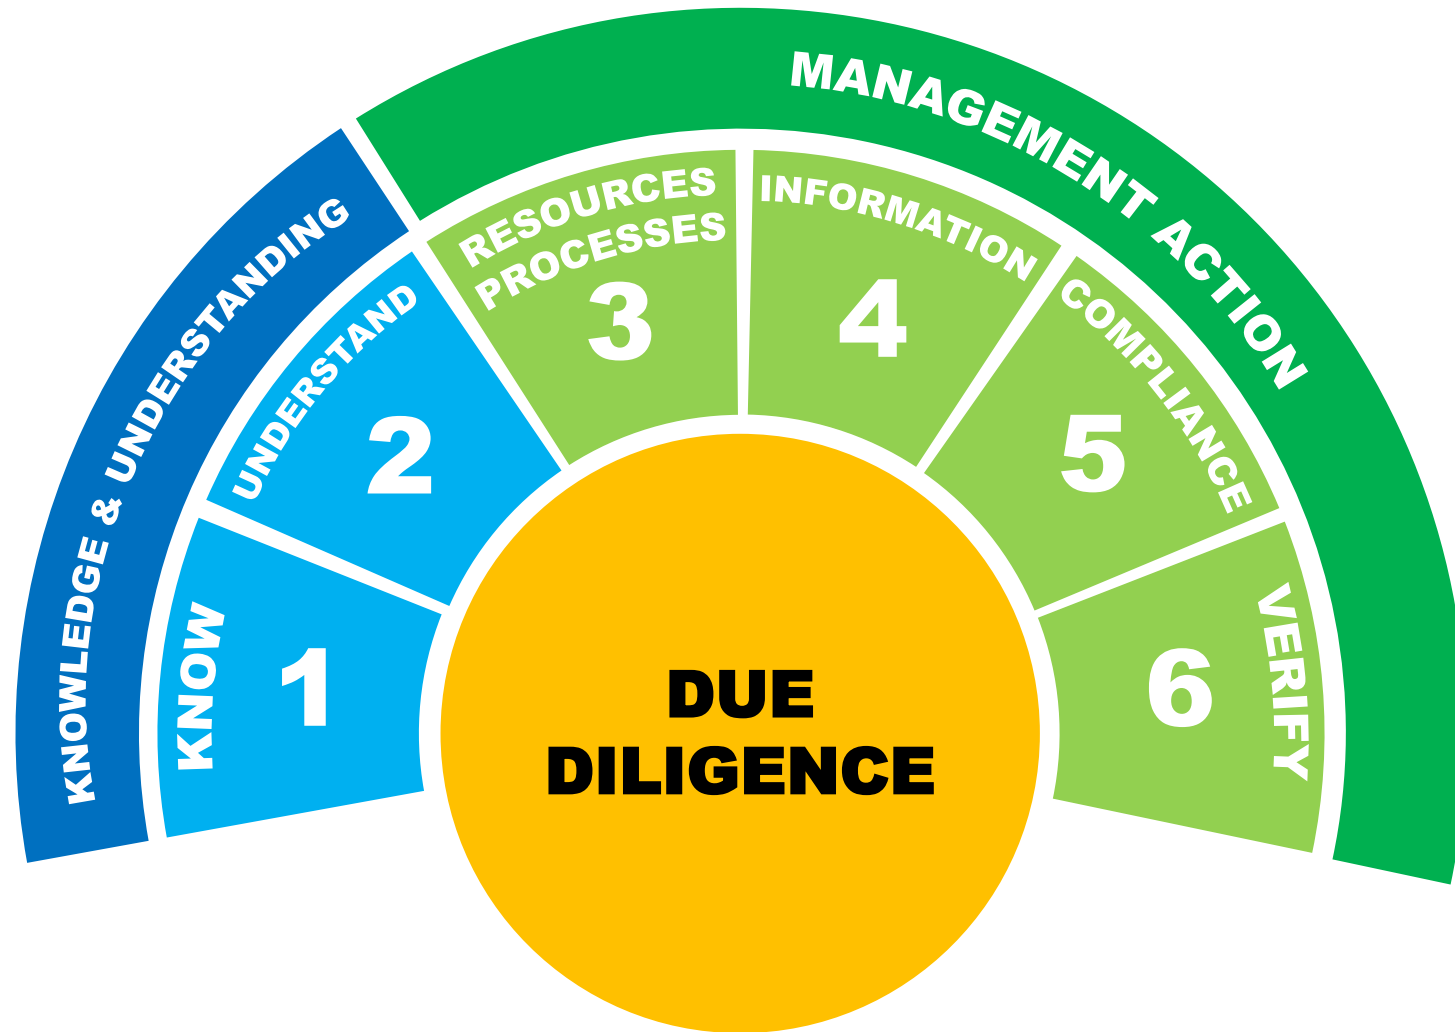 KNOWLEDGE & UNDERSTANDING
MANAGEMENT ACTION
KNOW
1
UNDERSTAND
2
RESOURCES
PROCESSES
3
INFORMATION
4
COMPLIANCE
5
VERIFY
6
DUE
DILIGENCE